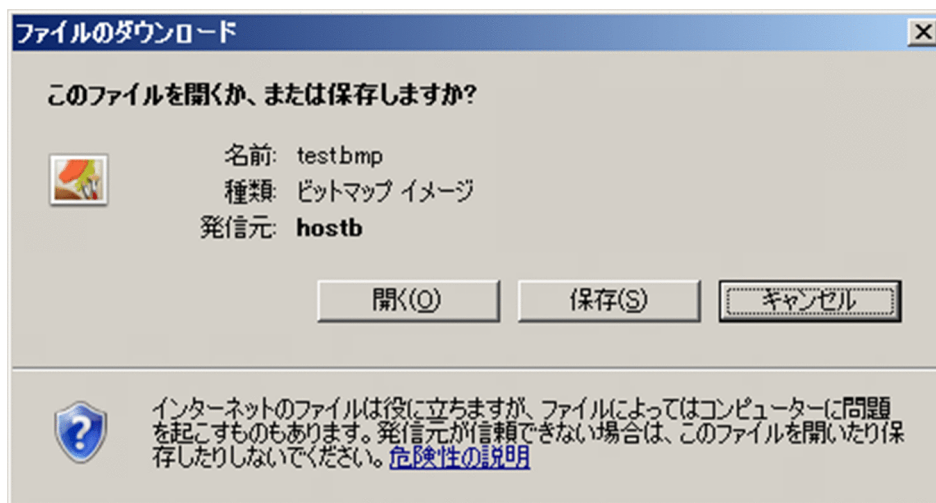 ファイルのダウンロード
このファイルを開くか、または保存しますか?
名前: test.bmp
種類: ビットマップ イメージ
発信元: hostb
開く(O) 保存(S) キャンセル
インターネットのファイルは役に立ちますが、ファイルによってはコンピューターに問題
を起こすものもあります。発信元が信頼できない場合は、このファイルを開いたり保
存したりしないでください。危険性の説明